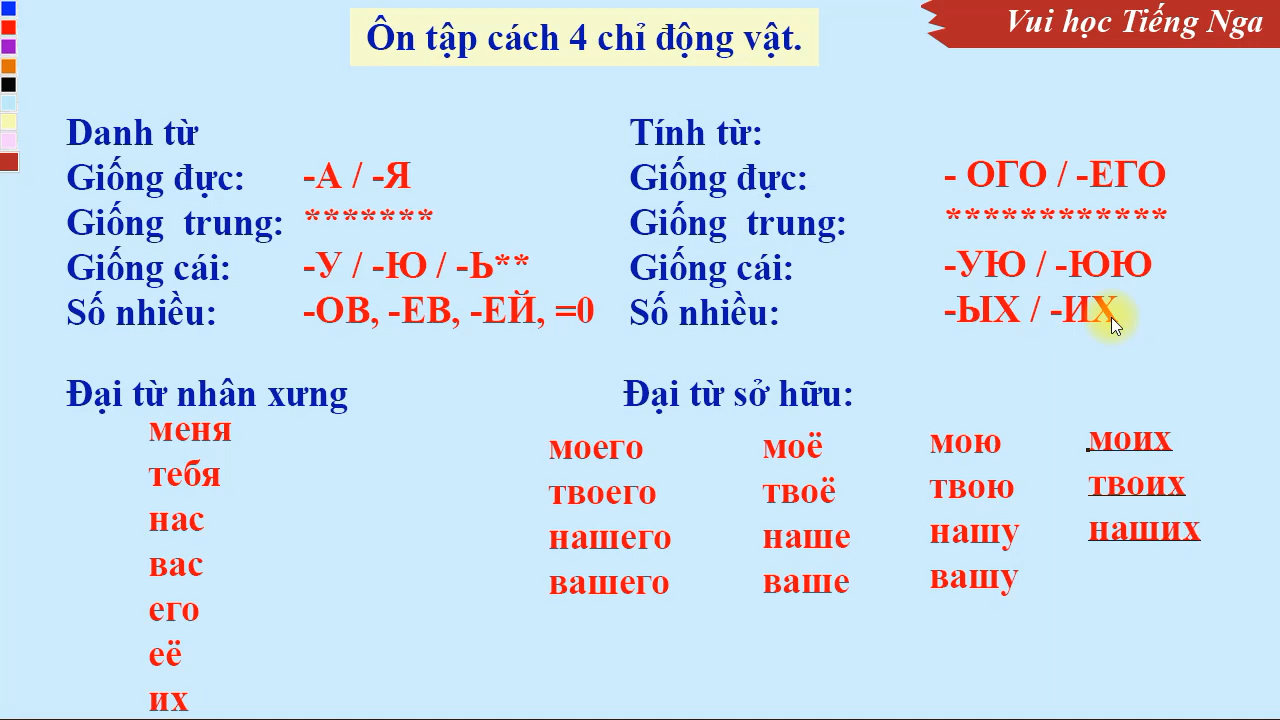 Ôn tập cách 4 chỉ động vật.
Vui học Tiếng Nga
Danh từ
Giống đực: -А / -Я
Giống trung: *******
Giống cái: -У / -Ю / -Ь**
Số nhiều: -ОВ, -ЕВ, -ЕЙ, =0
Tính từ:
Giống đực: - ОГО / -ЕГО
Giống trung: ************
Giống cái: -УЮ / -ЮЮ
Số nhiều: -ЫХ / -ИХ
Đại từ nhân xưng
меня
тебя
нас
вас
его
её
их
Đại từ sở hữu:
моего моё мою моих
твоего твоё твою твоих
нашего наше нашу наших
вашего ваше вашу